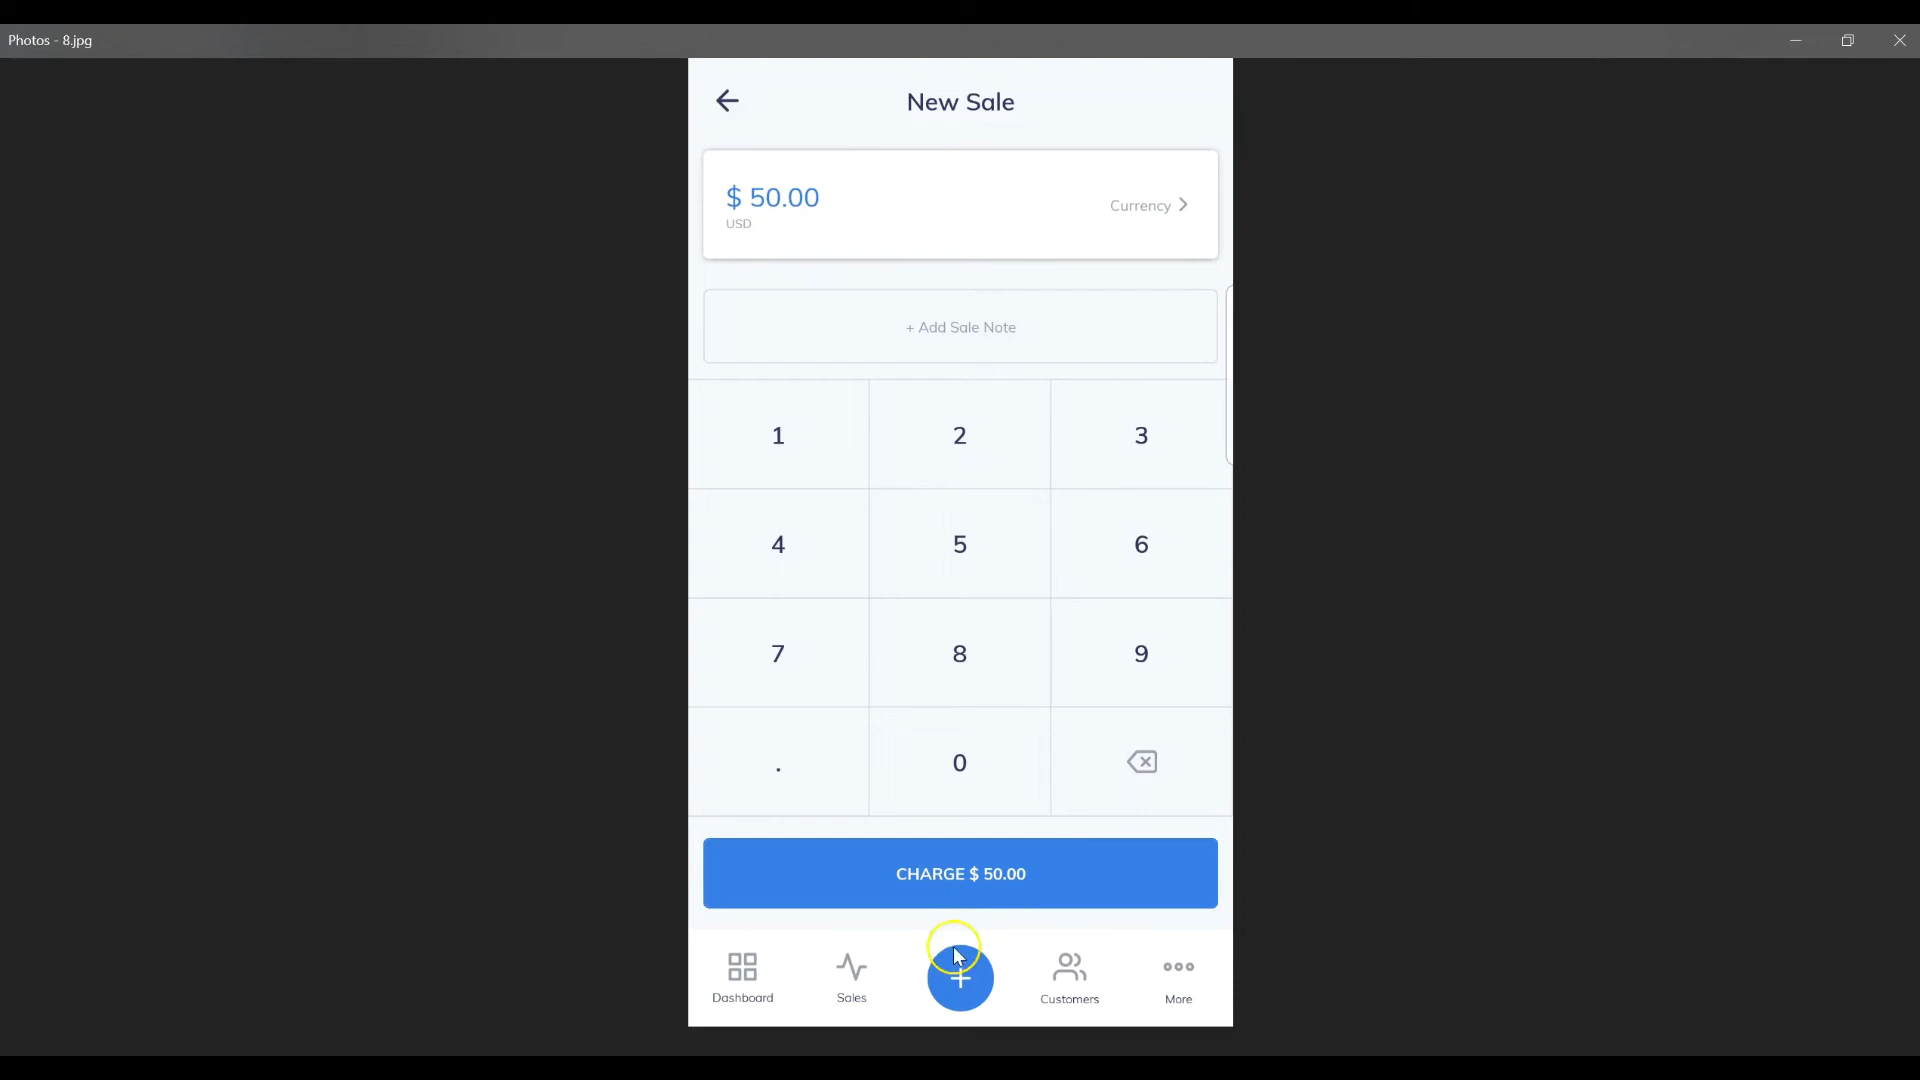 Photos - 8.jpg
New Sale
$ 50.00
USD
Currency
+ Add Sale Note
1 2 3
4 5 6
7 8 9
. 0
CHARGE $ 50.00
Dashboard Sales Customers More